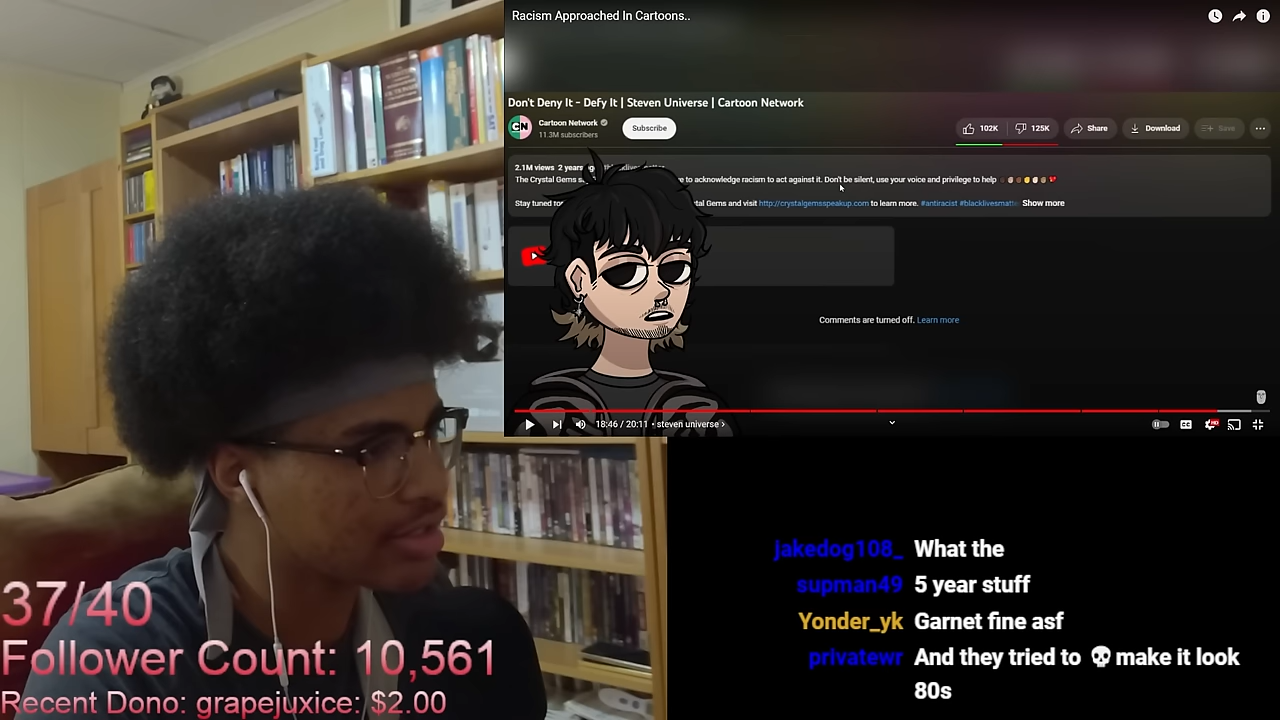 Racism Approached In Cartoons..
Don't Deny It - Defy It | Steven Universe | Cartoon Network
CN
Cartoon Network
11.3M subscribers
Subscribe
102K
125K
Share
Download
Save
2.1M views 2 years
The Crystal Gems
to acknowledge racism to act against it. Don't be silent, use your voice and privilege to help
Stay tuned
Gems and visit http://crystalgemsspeakup.com to learn more. #antiracist #blacklivesmatte Show more
Comments are turned off. Learn more
18:46 / 20:11 • steven universe >
CC
HD
jakedog108_ What the
supman49 5 year stuff
Yonder_yk Garnet fine asf
privatewr And they tried to 💀 make it look
80s
37/40
Follower Count: 10,561
Recent Dono: grapejuxice: $2.00